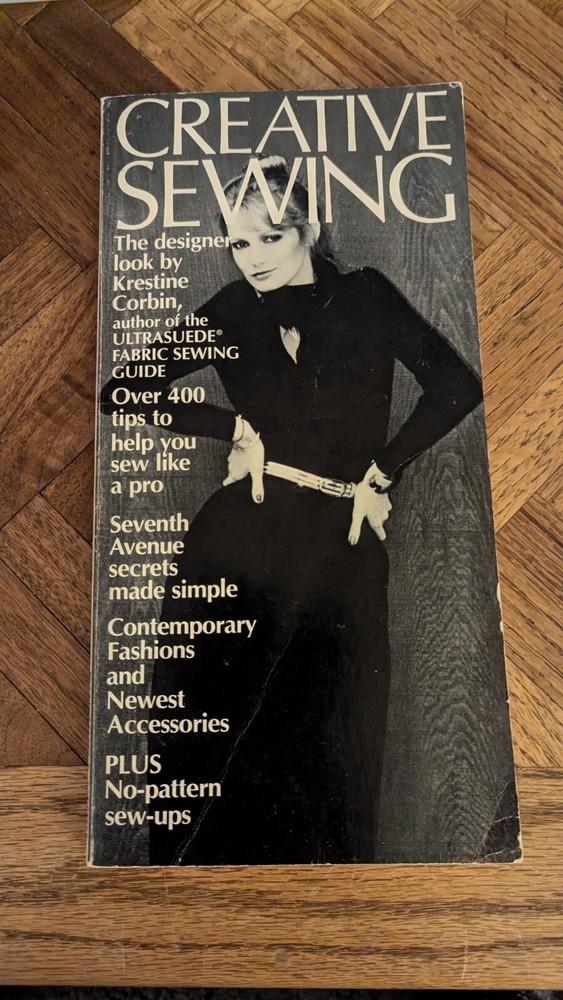 CREATIVE
SEWING
The designer
look by
Krestine
Corbin,
author of the
ULTRASUEDE®
FABRIC SEWING
GUIDE
Over 400
tips to
help you
sew like
a pro
Seventh
Avenue
secrets
made simple
Contemporary
Fashions
and
Newest
Accessories
PLUS
No-pattern
sew-ups